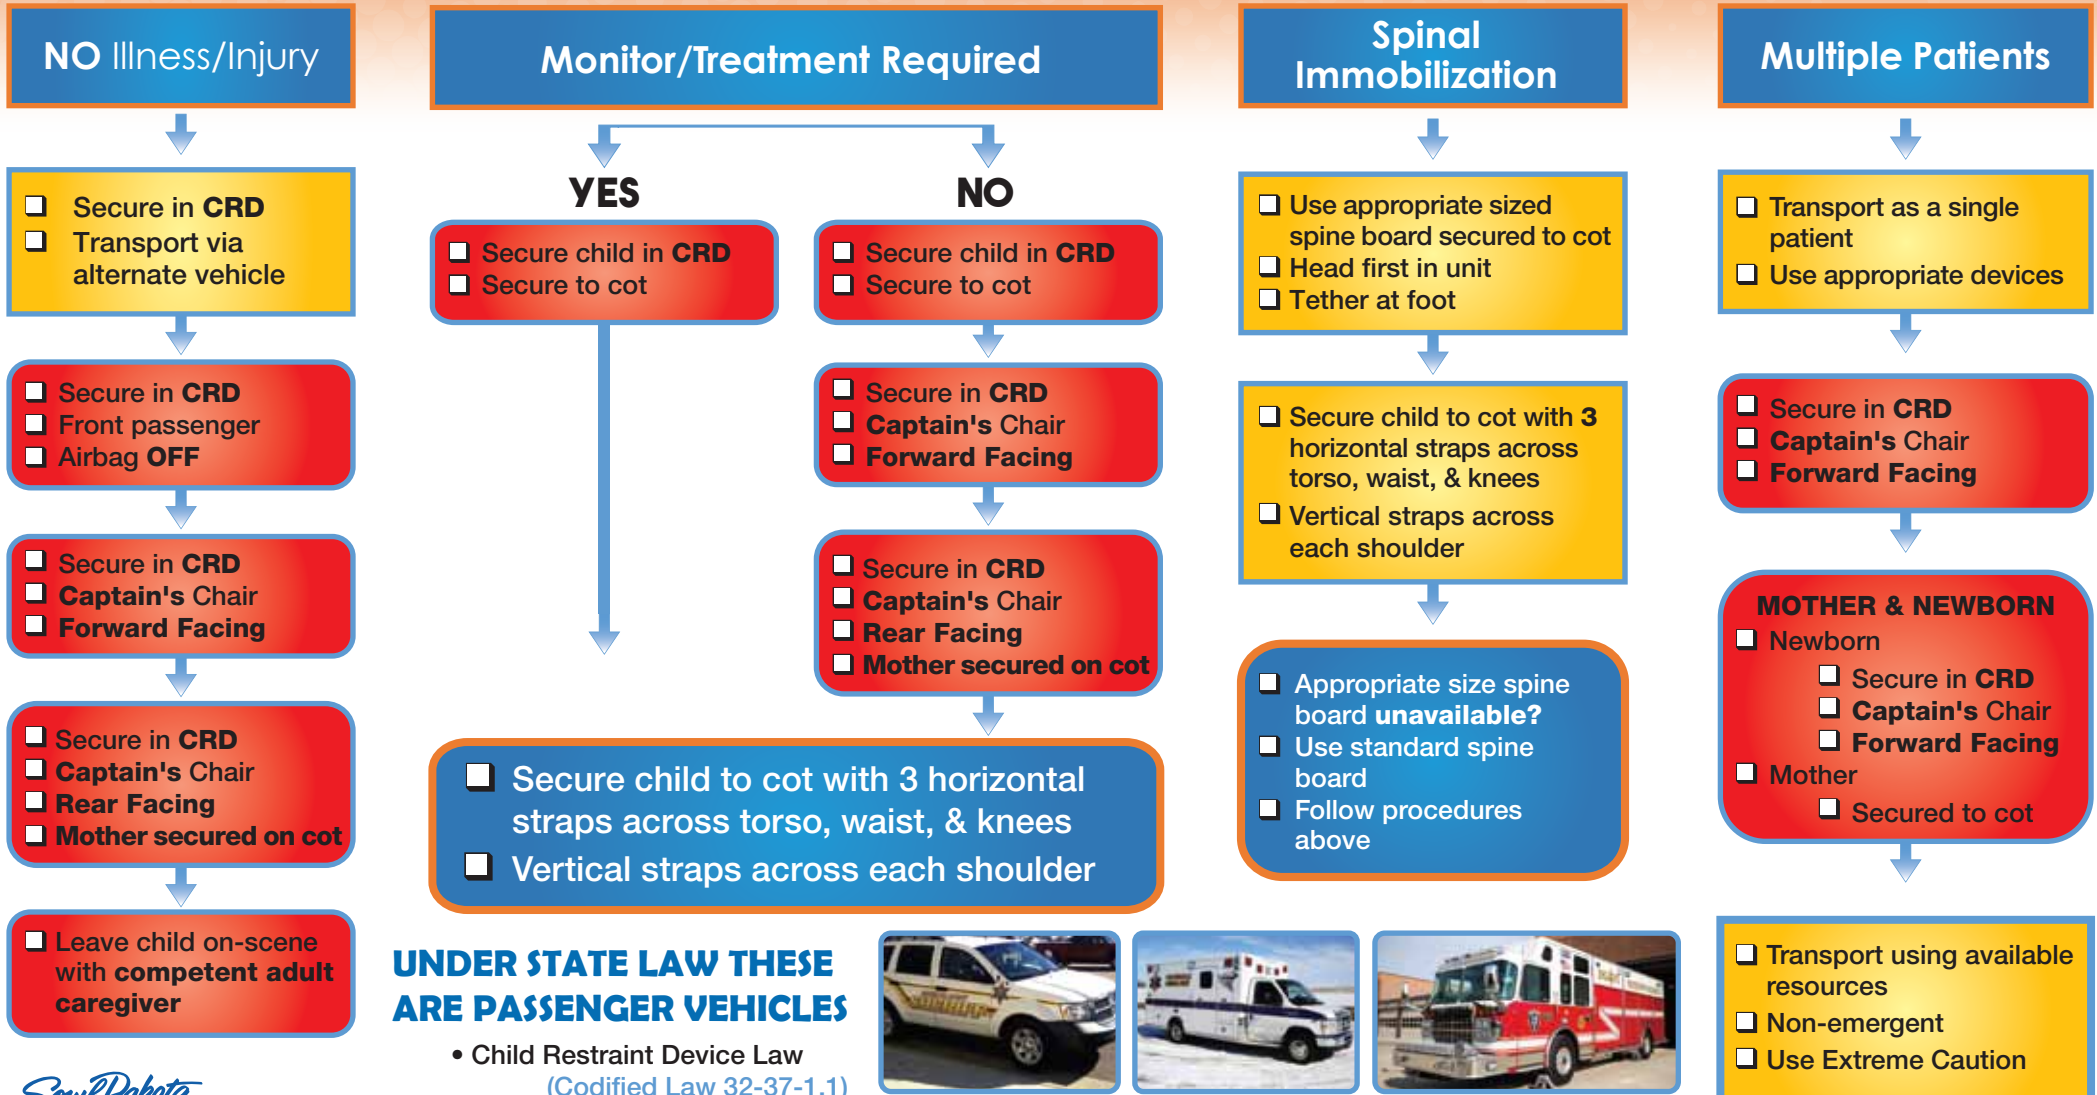 NO Illness/Injury
Secure in CRD
Transport via
alternate vehicle
Secure in CRD
Front passenger
Airbag OFF
Secure in CRD
Captain's Chair
Forward Facing
Secure in CRD
Captain's Chair
Rear Facing
Mother secured on cot
Leave child on-scene
with competent adult
caregiver
Monitor/Treatment Required
YES
Secure child in CRD
Secure to cot
NO
Secure child in CRD
Secure to cot
Secure in CRD
Captain's Chair
Forward Facing
Secure in CRD
Captain's Chair
Rear Facing
Mother secured on cot
Secure child to cot with 3 horizontal
straps across torso, waist, & knees
Vertical straps across each shoulder
Spinal
Immobilization
Use appropriate sized
spine board secured to cot
Head first in unit
Tether at foot
Secure child to cot with 3
horizontal straps across
torso, waist, & knees
Vertical straps across
each shoulder
Appropriate size spine
board unavailable?
Use standard spine
board
Follow procedures
above
Multiple Patients
Transport as a single
patient
Use appropriate devices
Secure in CRD
Captain's Chair
Forward Facing
MOTHER & NEWBORN
Newborn
Secure in CRD
Captain's Chair
Forward Facing
Mother
Secured to cot
Transport using available
resources
Non-emergent
Use Extreme Caution
UNDER STATE LAW THESE
ARE PASSENGER VEHICLES
• Child Restraint Device Law
(Codified Law 32-37-1.1)
South Dakota
SHERIFF